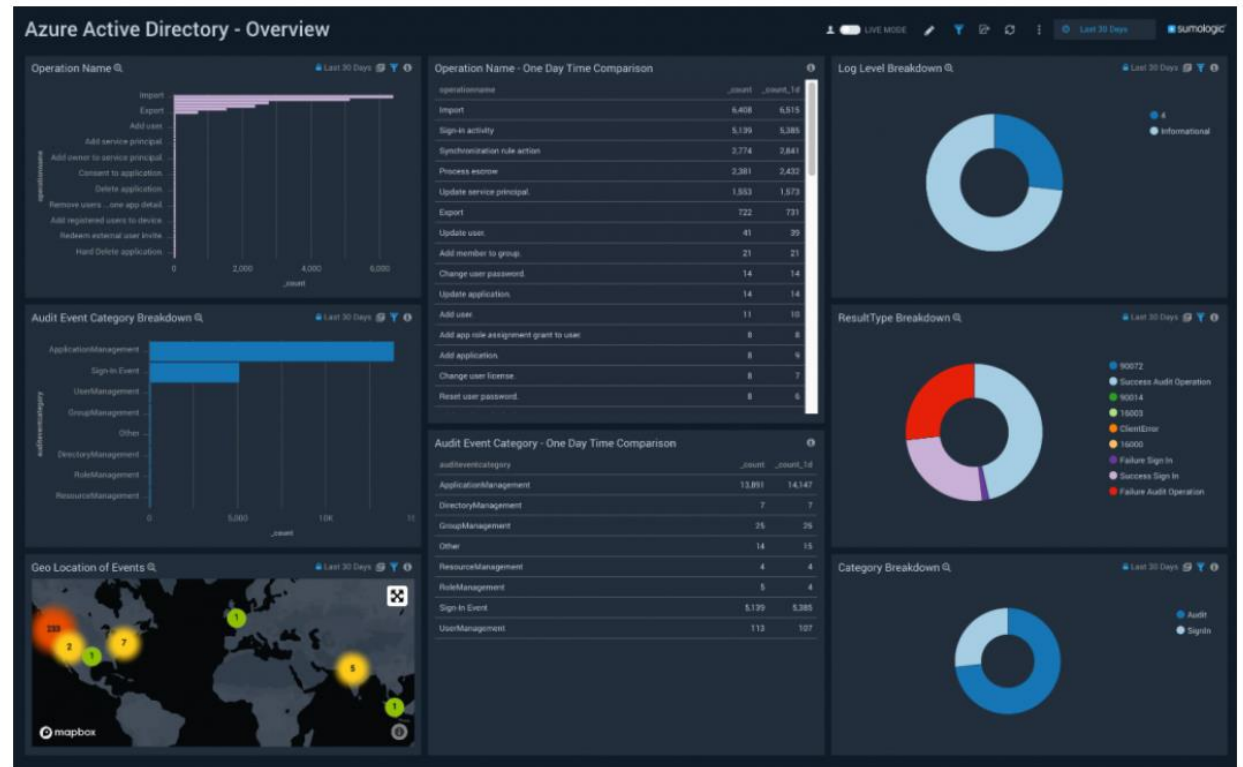 Azure Active Directory - Overview
LIVE MODE
Last 30 Days
sumologic
Operation Name
Last 30 Days
Import
Export
Add user
Add service principal
Add owner to service principal
Consent to application
Delete application
Remove users ...one app detail
Add registered users to device
Redeem external user invite
Hard Delete application
operationname
0 2,000 4,000 6,000
_count
Operation Name - One Day Time Comparison
operationname _count _count_1d
Import 6,408 6,515
Sign-in activity 5,139 5,385
Synchronization rule action 2,774 2,841
Process escrow 2,381 2,432
Update service principal. 1,553 1,573
Export 722 731
Update user. 41 39
Add member to group. 21 21
Change user password. 14 14
Update application. 14 14
Add user. 11 10
Add app role assignment grant to user. 8 8
Add application. 8 9
Change user license. 8 7
Reset user password. 8 6
Log Level Breakdown
Last 30 Days
4
Informational
Audit Event Category Breakdown
Last 30 Days
ApplicationManagement
Sign-In Event
UserManagement
GroupManagement
Other
DirectoryManagement
RoleManagement
ResourceManagement
auditeventcategory
0 5,000 10K
_count
Audit Event Category - One Day Time Comparison
auditeventcategory _count _count_1d
ApplicationManagement 13,891 14,147
DirectoryManagement 7 7
GroupManagement 25 25
Other 14 15
ResourceManagement 4 4
RoleManagement 5 4
Sign-In Event 5,139 5,385
UserManagement 113 107
ResultType Breakdown
Last 30 Days
90072
Success Audit Operation
90014
16003
ClientError
16000
Failure Sign In
Success Sign In
Failure Audit Operation
Geo Location of Events
Last 30 Days
233
2
1
7
1
5
1
mapbox
Category Breakdown
Last 30 Days
Audit
SignIn